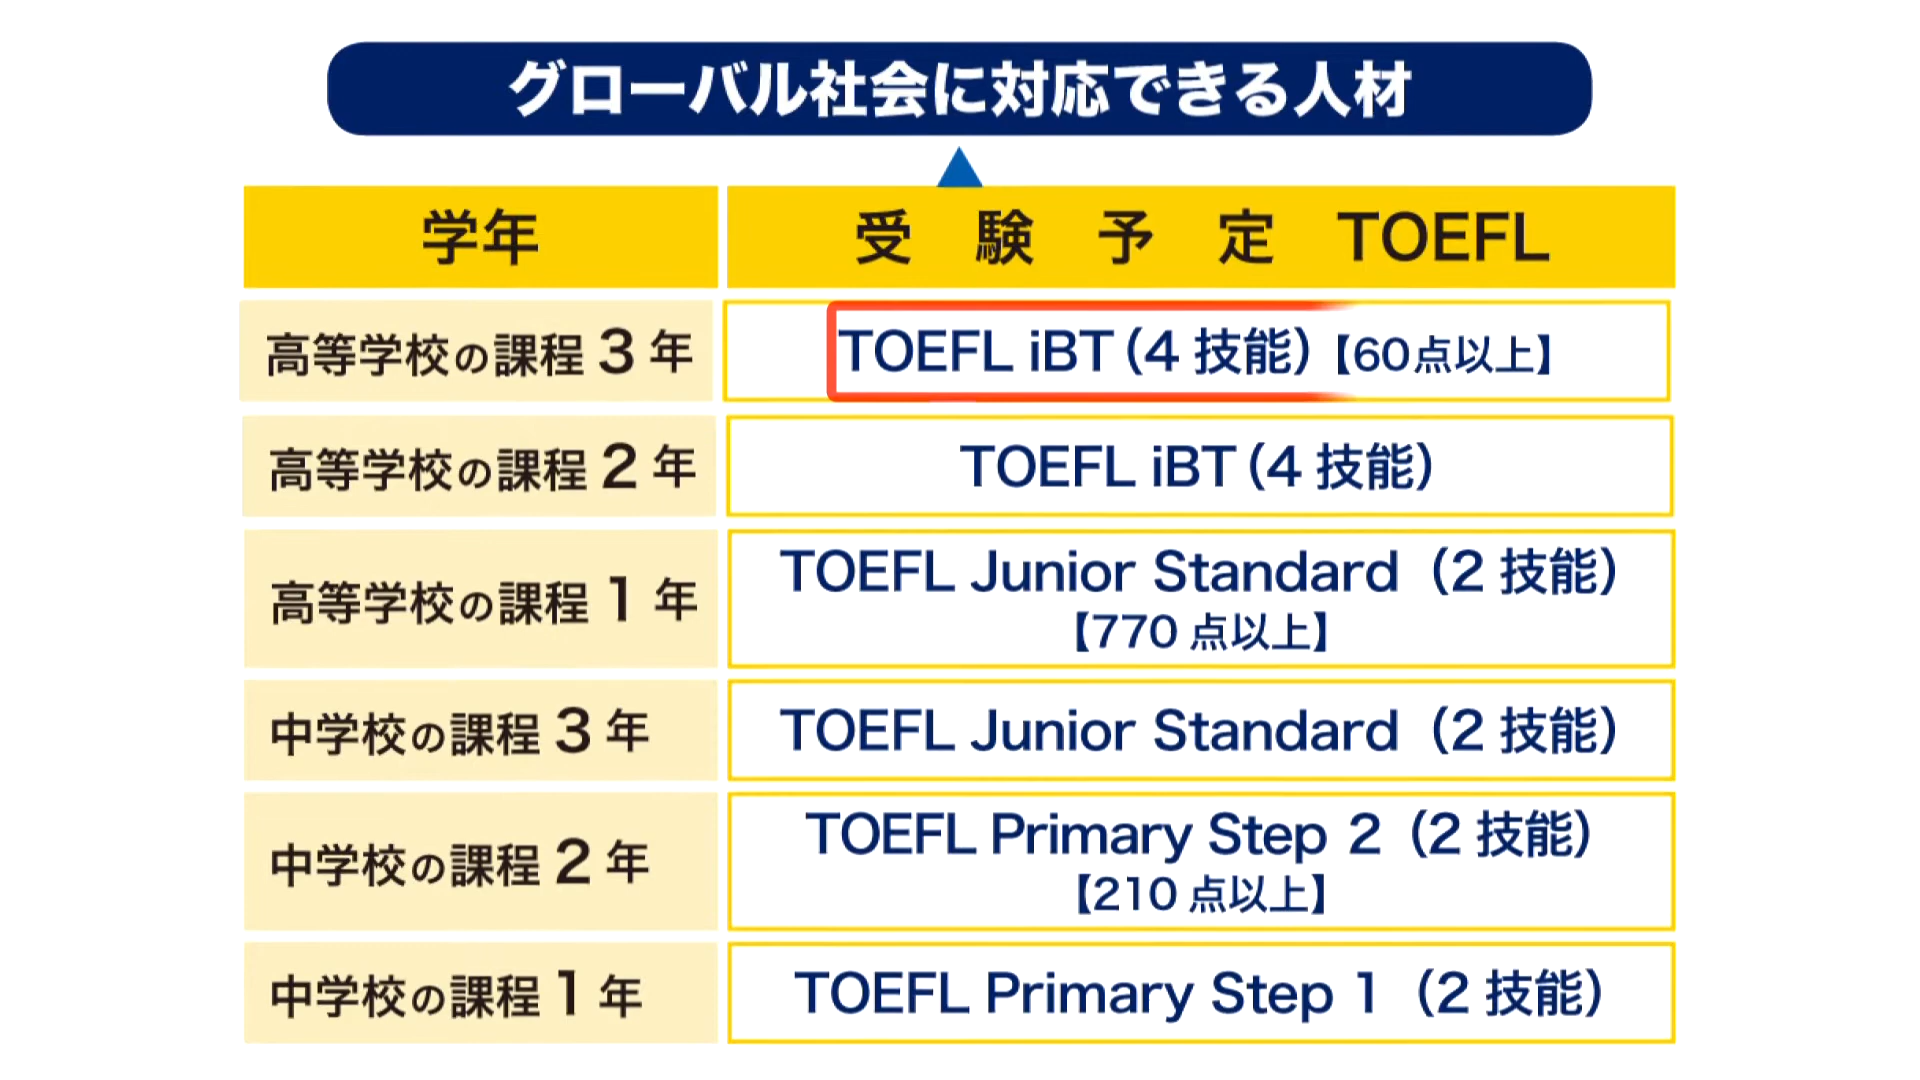 グローバル社会に対応できる人材
学年 受験予定 TOEFL
高等学校の課程3年 TOEFL iBT(4技能)【60点以上】
高等学校の課程2年 TOEFL iBT(4技能)
高等学校の課程1年 TOEFL Junior Standard(2技能)
【770点以上】
中学校の課程3年 TOEFL Junior Standard(2技能)
中学校の課程2年 TOEFL Primary Step 2(2技能)
【210点以上】
中学校の課程1年 TOEFL Primary Step 1(2技能)